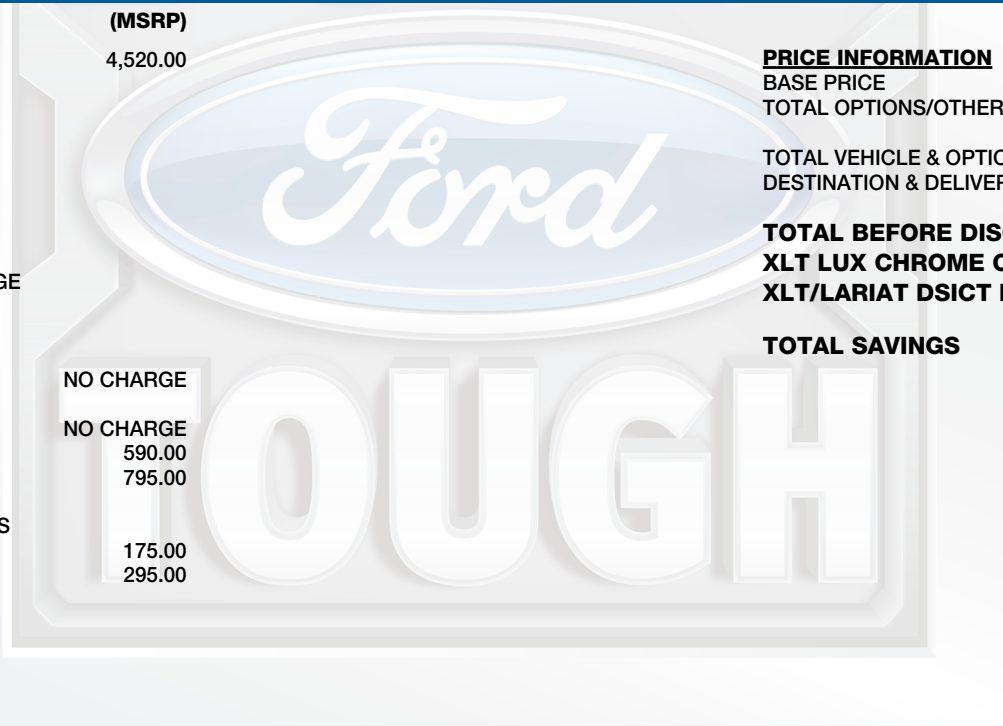 (MSRP)
4,520.00
GE
NO CHARGE
NO CHARGE
590.00
795.00
S
175.00
295.00
PRICE INFORMATION
BASE PRICE
TOTAL OPTIONS/OTHER
TOTAL VEHICLE & OPTIO
DESTINATION & DELIVER
TOTAL BEFORE DISC
XLT LUX CHROME C
XLT/LARIAT DSICT
TOTAL SAVINGS
Ford
TOUGH